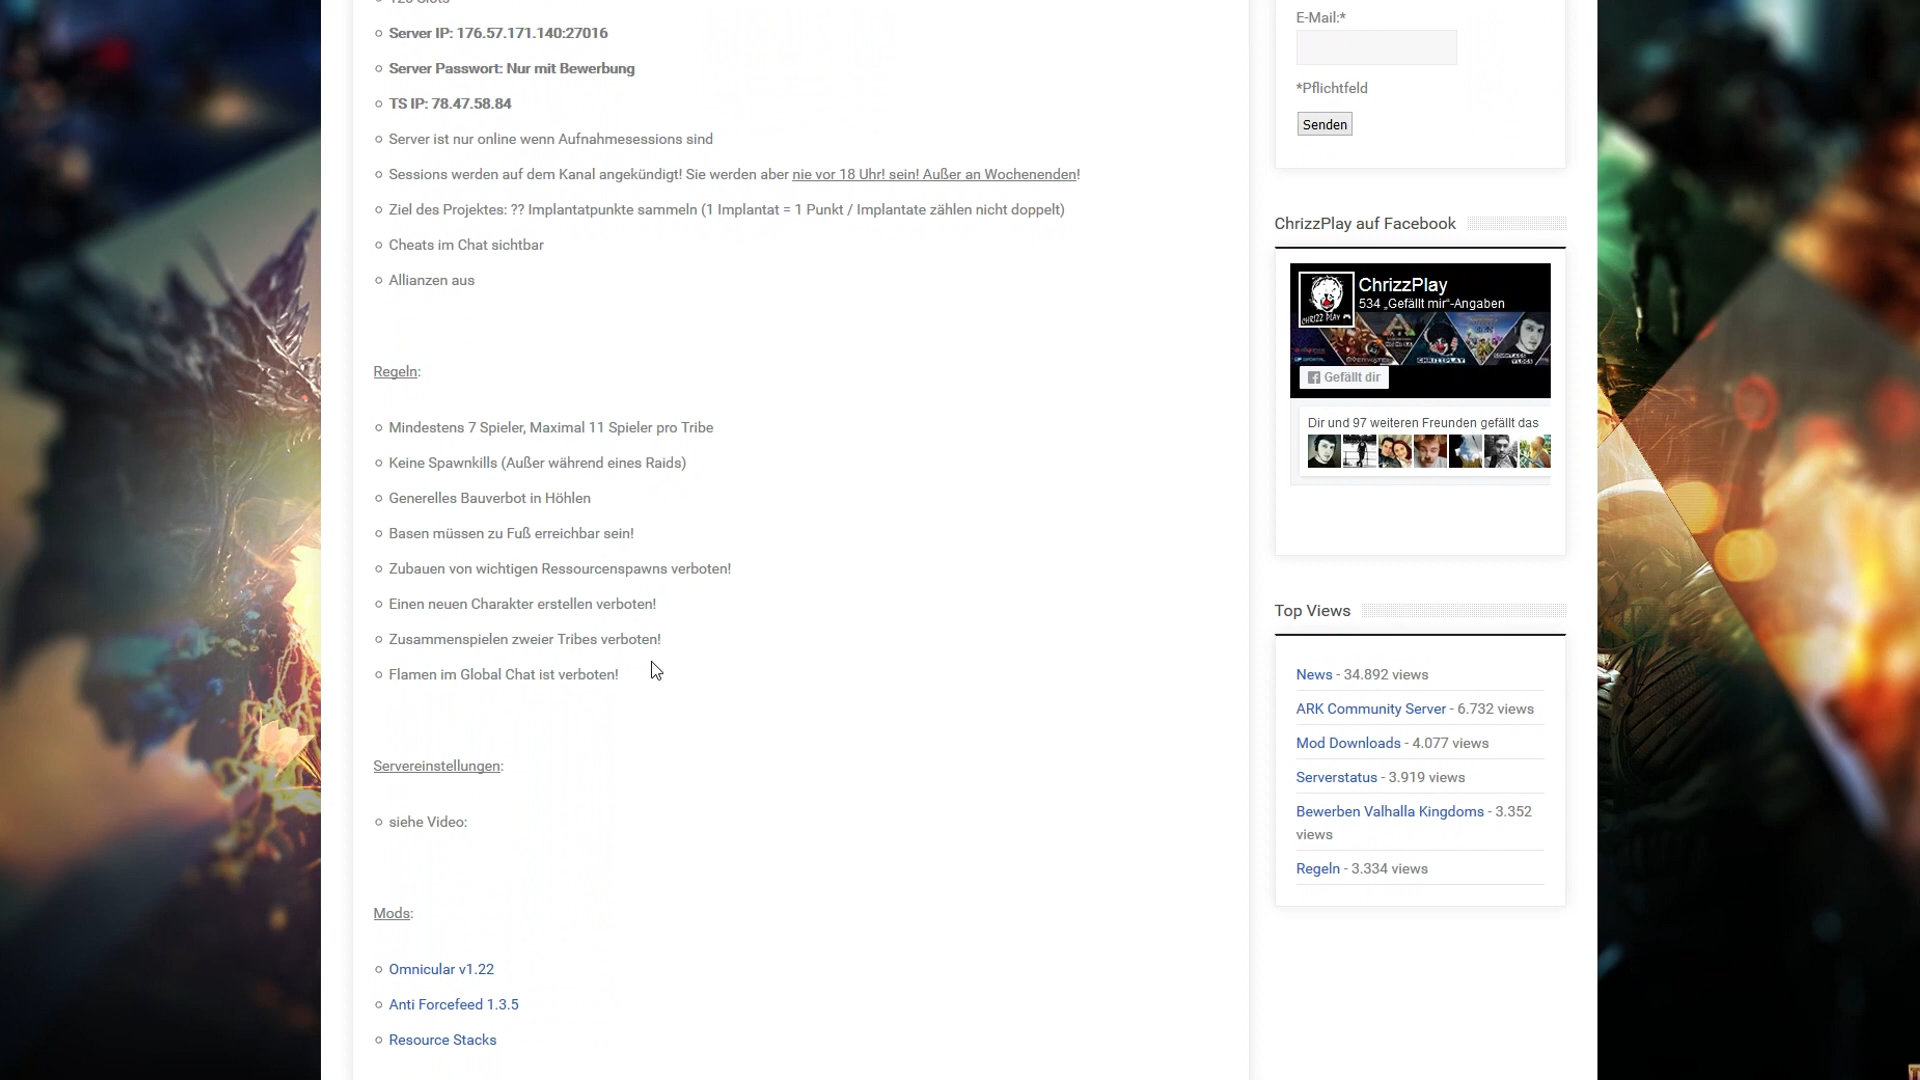 Server IP: 176.57.171.140:27016
Server Passwort: Nur mit Bewerbung
TS IP: 78.47.58.84
Server ist nur online wenn Aufnahmesessions sind
Sessions werden auf dem Kanal angekündigt! Sie werden aber nie vor 18 Uhr! sein! Außer an Wochenenden!
Ziel des Projektes: ?? Implantatpunkte sammeln (1 Implantat = 1 Punkt / Implantate zählen nicht doppelt)
Cheats im Chat sichtbar
Allianzen aus
Regeln:
Mindestens 7 Spieler, Maximal 11 Spieler pro Tribe
Keine Spawnkills (Außer während eines Raids)
Generelles Bauverbot in Höhlen
Basen müssen zu Fuß erreichbar sein!
Zubauen von wichtigen Ressourcenspawns verboten!
Einen neuen Charakter erstellen verboten!
Zusammenspielen zweier Tribes verboten!
Flamen im Global Chat ist verboten!
Servereinstellungen:
siehe Video:
Mods:
Omnicular v1.22
Anti Forcefeed 1.3.5
Resource Stacks
E-Mail:*
*Pflichtfeld
Senden
ChrizzPlay auf Facebook
ChrizzPlay
534 „Gefällt mir“-Angaben
CHRIZZ PLAY
CHRIZZPLAY
Gefällt dir
Dir und 97 weiteren Freunden gefällt das
Top Views
News - 34.892 views
ARK Community Server - 6.732 views
Mod Downloads - 4.077 views
Serverstatus - 3.919 views
Bewerben Valhalla Kingdoms - 3.352
views
Regeln - 3.334 views